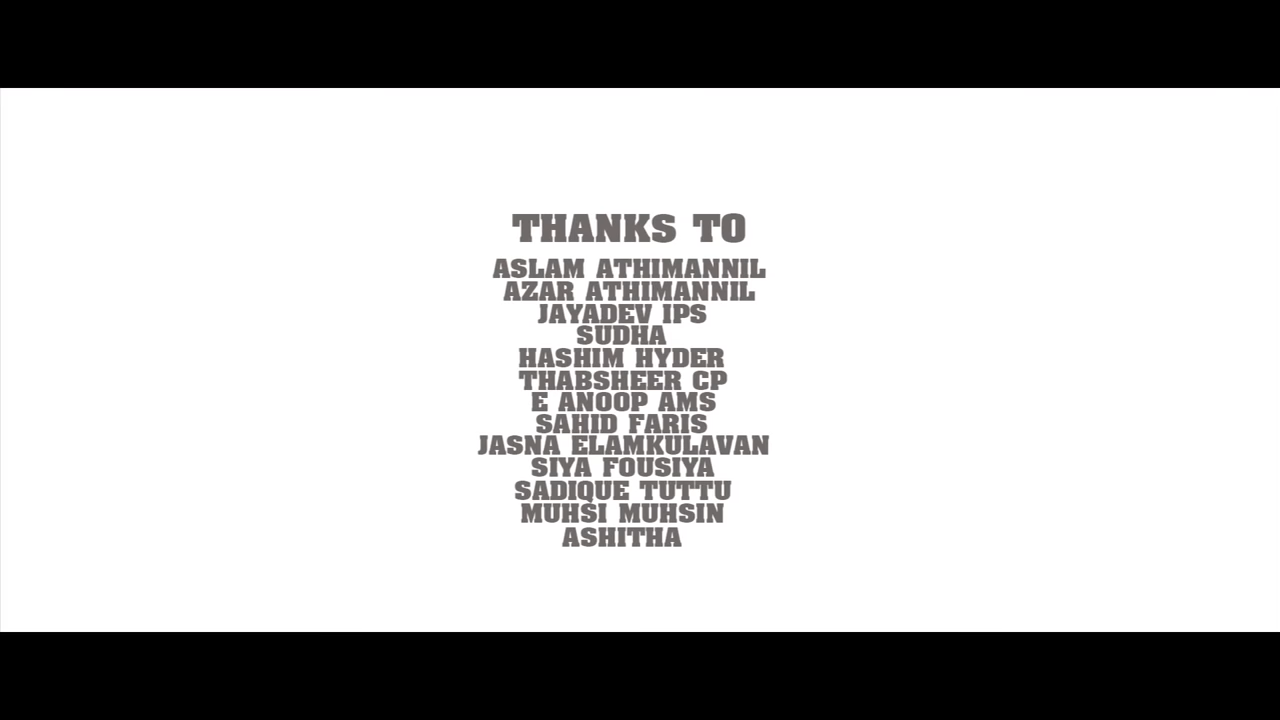 THANKS TO
ASLAM ATHIMANNIL
AZAR ATHIMANNIL
JAYADEV IPS
SUDHA
HASHIM HYDER
THABSHEER CP
E ANOOP AMS
SAHID FARIS
JASNA ELAMKULAVAN
SIYA FOUSIYA
SADIQUE TUTTU
MUHSI MUHSIN
ASHITHA